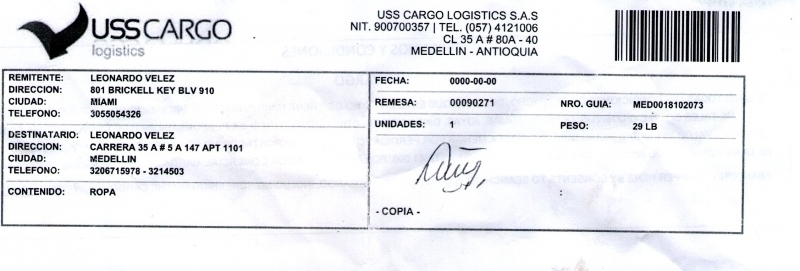 USS CARGO
logistics
USS CARGO LOGISTICS S.A.S
NIT. 900700357 | TEL. (057) 4121006
CL 35 A # 80A - 40
MEDELLIN - ANTIOQUIA
REMITENTE: LEONARDO VELEZ
DIRECCION: 801 BRICKELL KEY BLV 910
CIUDAD: MIAMI
TELEFONO: 3055054326
DESTINATARIO: LEONARDO VELEZ
DIRECCION: CARRERA 35 A # 5 A 147 APT 1101
CIUDAD: MEDELLIN
TELEFONO: 3206715978 - 3214503
CONTENIDO: ROPA
FECHA: 0000-00-00
REMESA: 00090271 NRO. GUIA: MED0018102073
UNIDADES: 1 PESO: 29 LB
:
- COPIA -